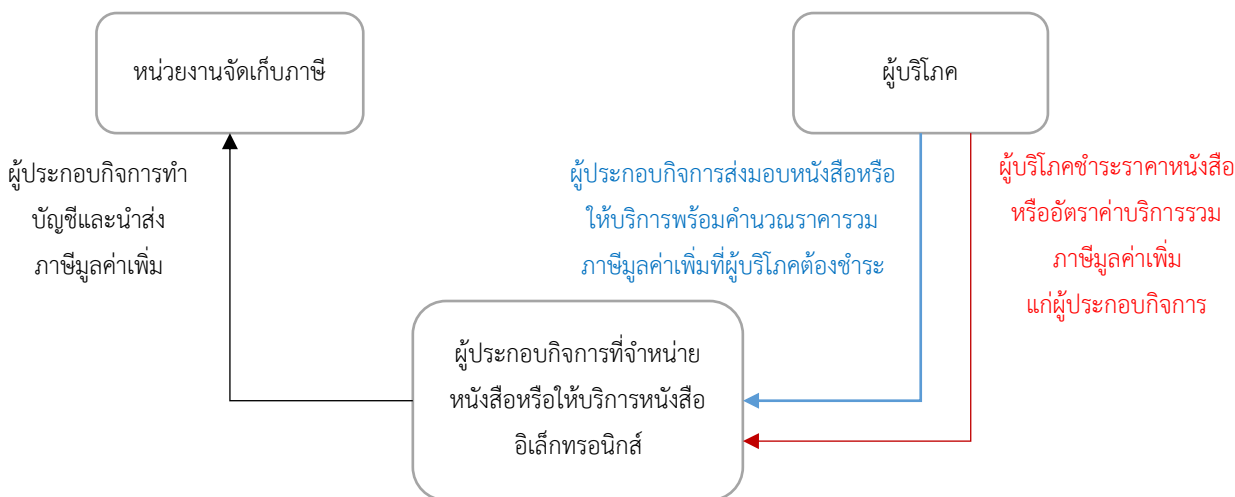 หน่วยงานจัดเก็บภาษี
ผู้บริโภค
ผู้ประกอบกิจการทำ
บัญชีและนำส่ง
ภาษีมูลค่าเพิ่ม
ผู้ประกอบกิจการส่งมอบหนังสือหรือ
ให้บริการพร้อมคำนวณราคารวม
ภาษีมูลค่าเพิ่มที่ผู้บริโภคต้องชำระ
ผู้บริโภคชำระราคาหนังสือ
หรืออัตราค่าบริการรวม
ภาษีมูลค่าเพิ่ม
แก่ผู้ประกอบกิจการ
ผู้ประกอบกิจการที่จำหน่าย
หนังสือหรือให้บริการหนังสือ
อิเล็กทรอนิกส์